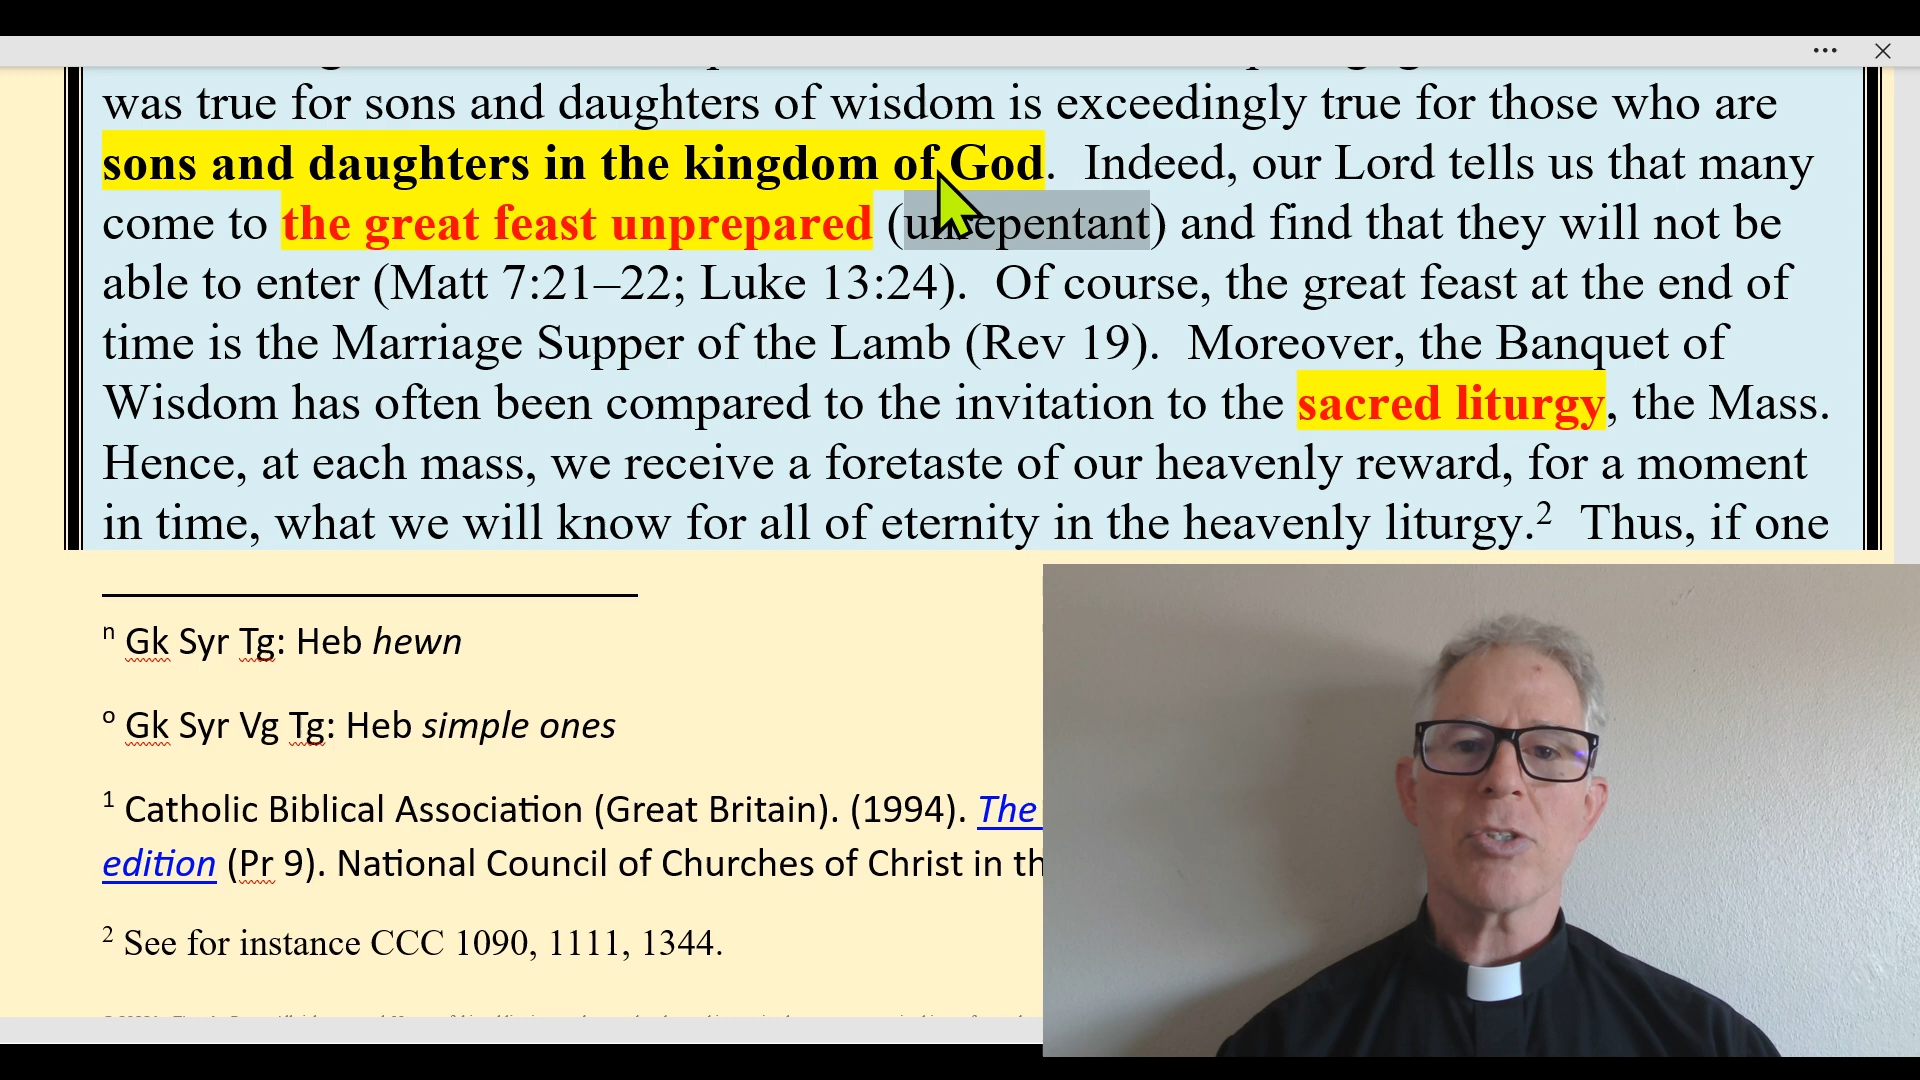 was true for sons and daughters of wisdom is exceedingly true for those who are
sons and daughters in the kingdom of God. Indeed, our Lord tells us that many
come to the great feast unprepared (unrepentant) and find that they will not be
able to enter (Matt 7:21–22; Luke 13:24). Of course, the great feast at the end of
time is the Marriage Supper of the Lamb (Rev 19). Moreover, the Banquet of
Wisdom has often been compared to the invitation to the sacred liturgy, the Mass.
Hence, at each mass, we receive a foretaste of our heavenly reward, for a moment
in time, what we will know for all of eternity in the heavenly liturgy.² Thus, if one
ⁿ Gk Syr Tg: Heb hewn
ᵒ Gk Syr Vg Tg: Heb simple ones
¹ Catholic Biblical Association (Great Britain). (1994). The
edition (Pr 9). National Council of Churches of Christ in th
² See for instance CCC 1090, 1111, 1344.